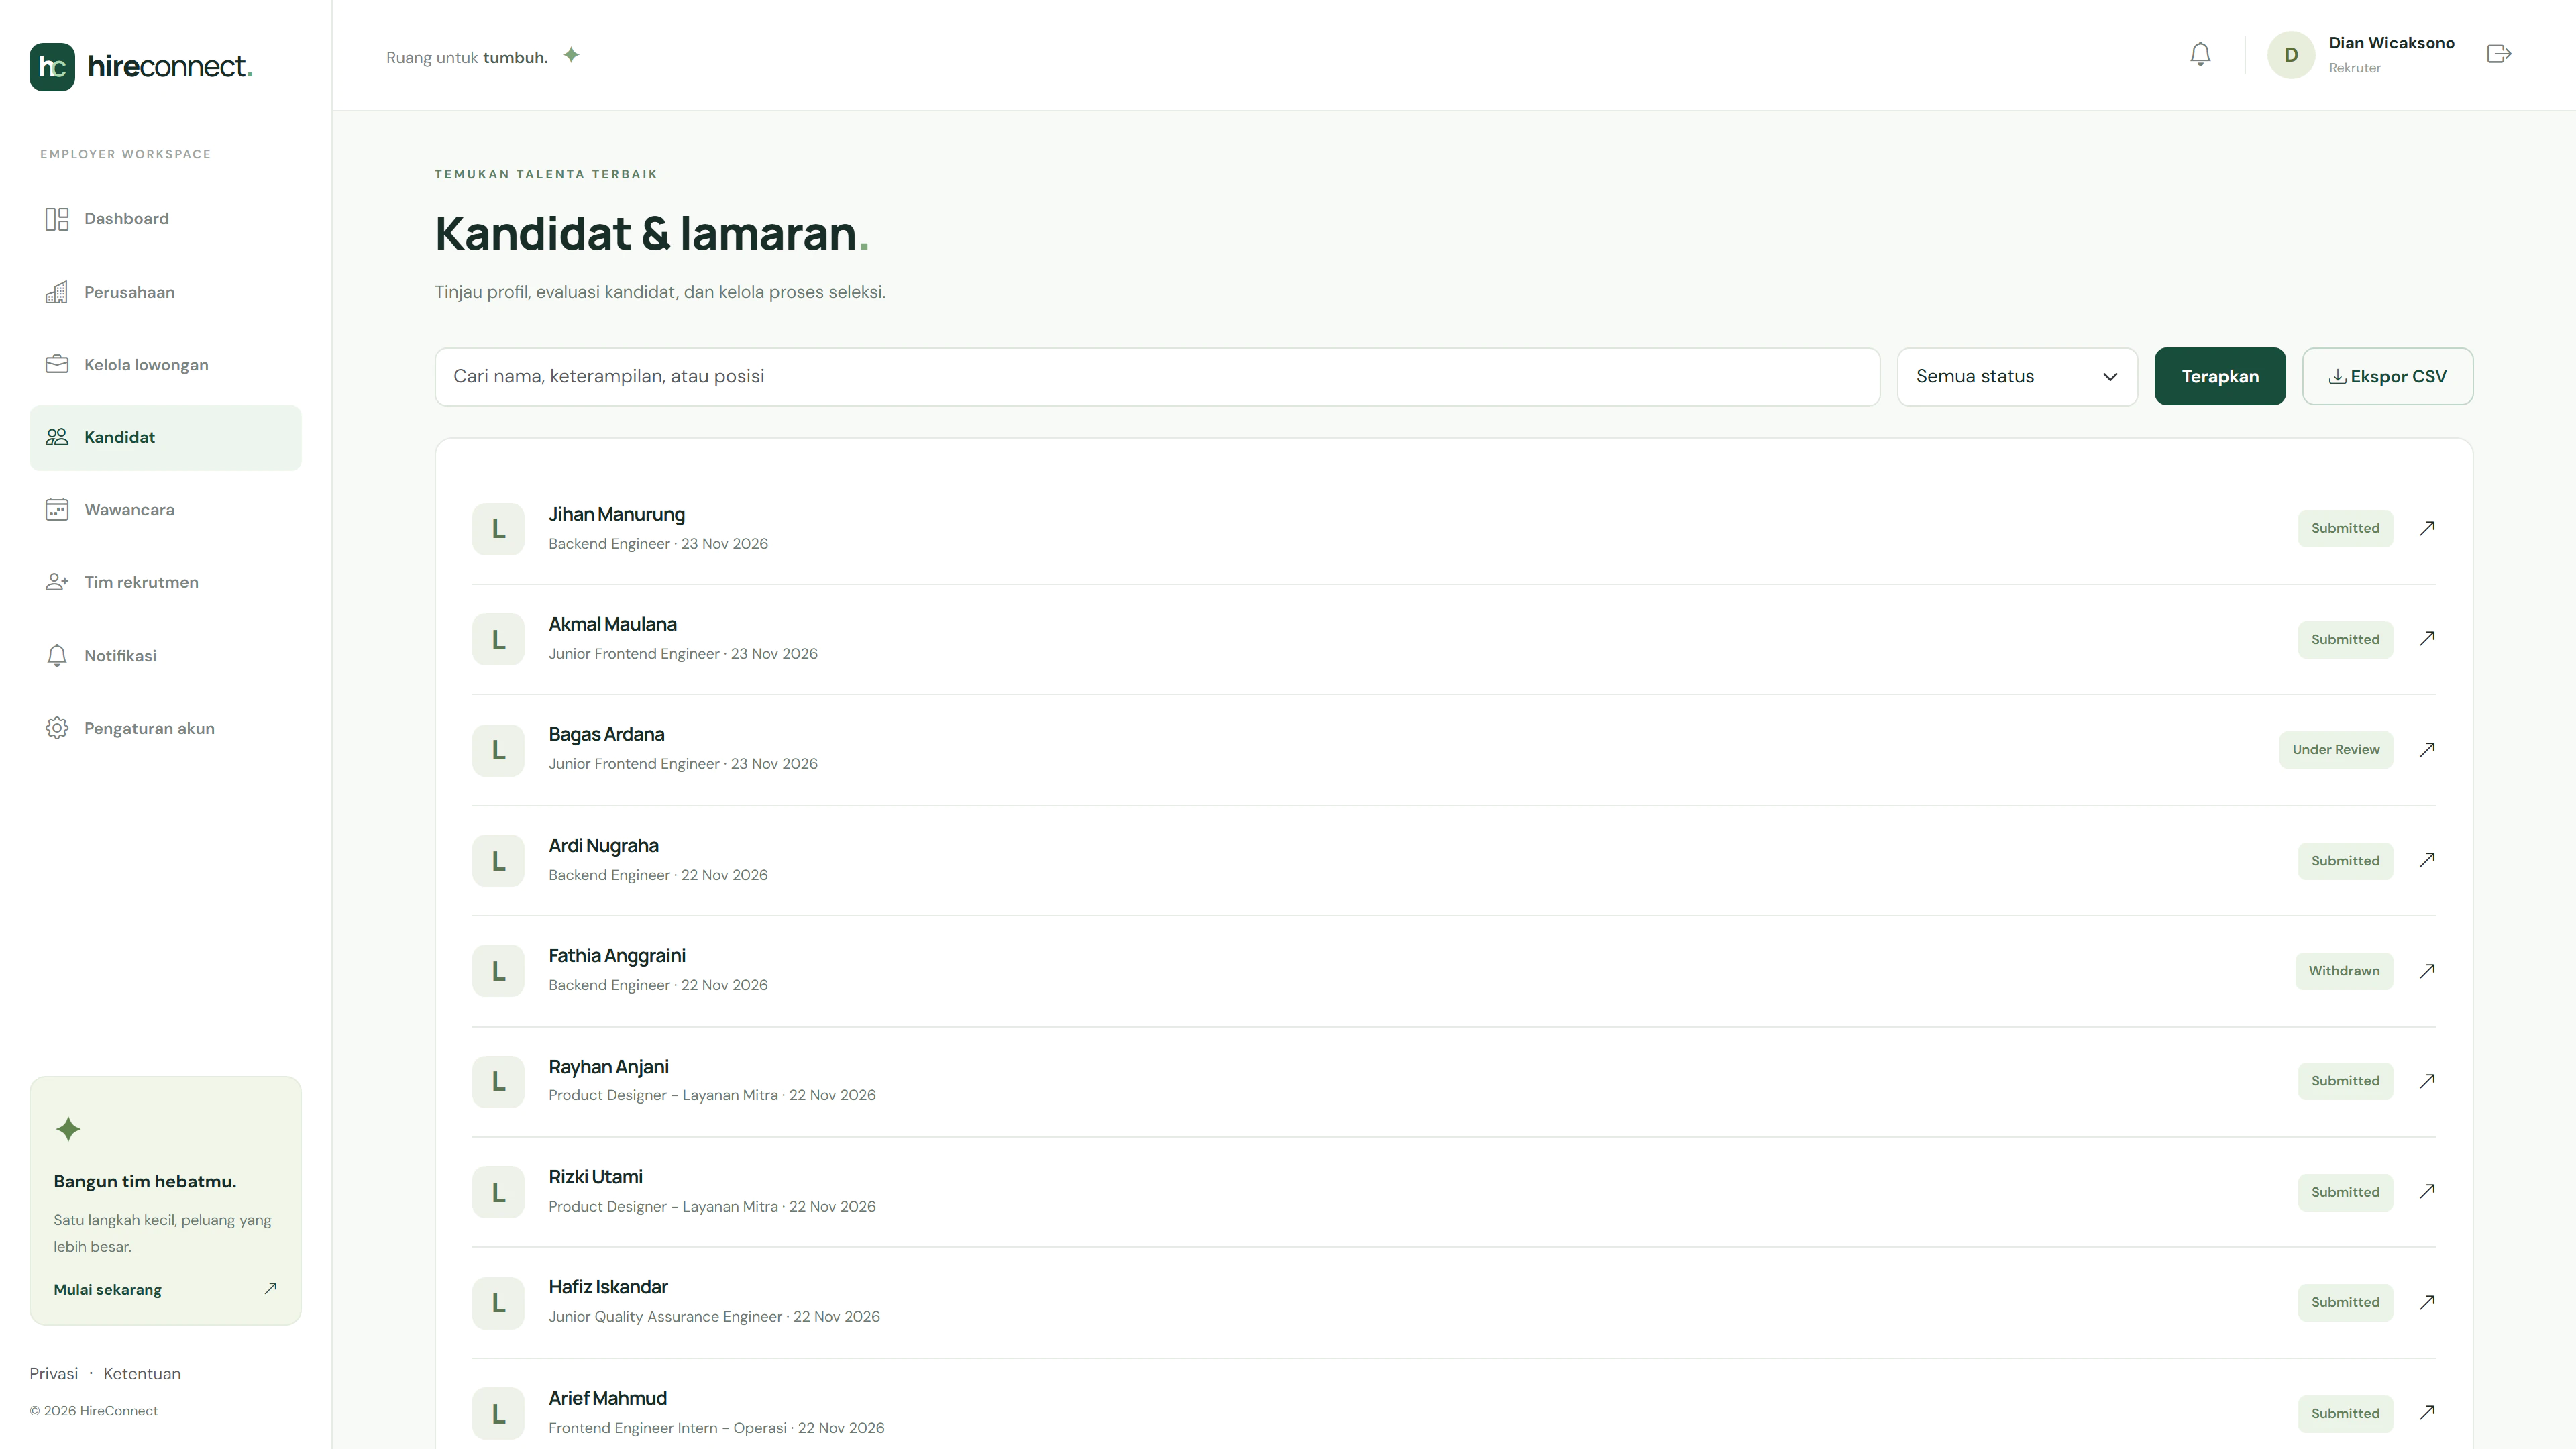 hc hireconnect.
EMPLOYER WORKSPACE
Dashboard
Perusahaan
Kelola lowongan
Kandidat
Wawancara
Tim rekrutmen
Notifikasi
Pengaturan akun
Bangun tim hebatmu.
Satu langkah kecil, peluang yang
lebih besar.
Mulai sekarang
Privasi · Ketentuan
© 2026 HireConnect
Ruang untuk tumbuh.
D
Dian Wicaksono
Rekruter
TEMUKAN TALENTA TERBAIK
Kandidat & lamaran.
Tinjau profil, evaluasi kandidat, dan kelola proses seleksi.
Cari nama, keterampilan, atau posisi
Semua status
Terapkan
Ekspor CSV
L
Jihan Manurung
Backend Engineer · 23 Nov 2026
Submitted
L
Akmal Maulana
Junior Frontend Engineer · 23 Nov 2026
Submitted
L
Bagas Ardana
Junior Frontend Engineer · 23 Nov 2026
Under Review
L
Ardi Nugraha
Backend Engineer · 22 Nov 2026
Submitted
L
Fathia Anggraini
Backend Engineer · 22 Nov 2026
Withdrawn
L
Rayhan Anjani
Product Designer – Layanan Mitra · 22 Nov 2026
Submitted
L
Rizki Utami
Product Designer – Layanan Mitra · 22 Nov 2026
Submitted
L
Hafiz Iskandar
Junior Quality Assurance Engineer · 22 Nov 2026
Submitted
L
Arief Mahmud
Frontend Engineer Intern – Operasi · 22 Nov 2026
Submitted